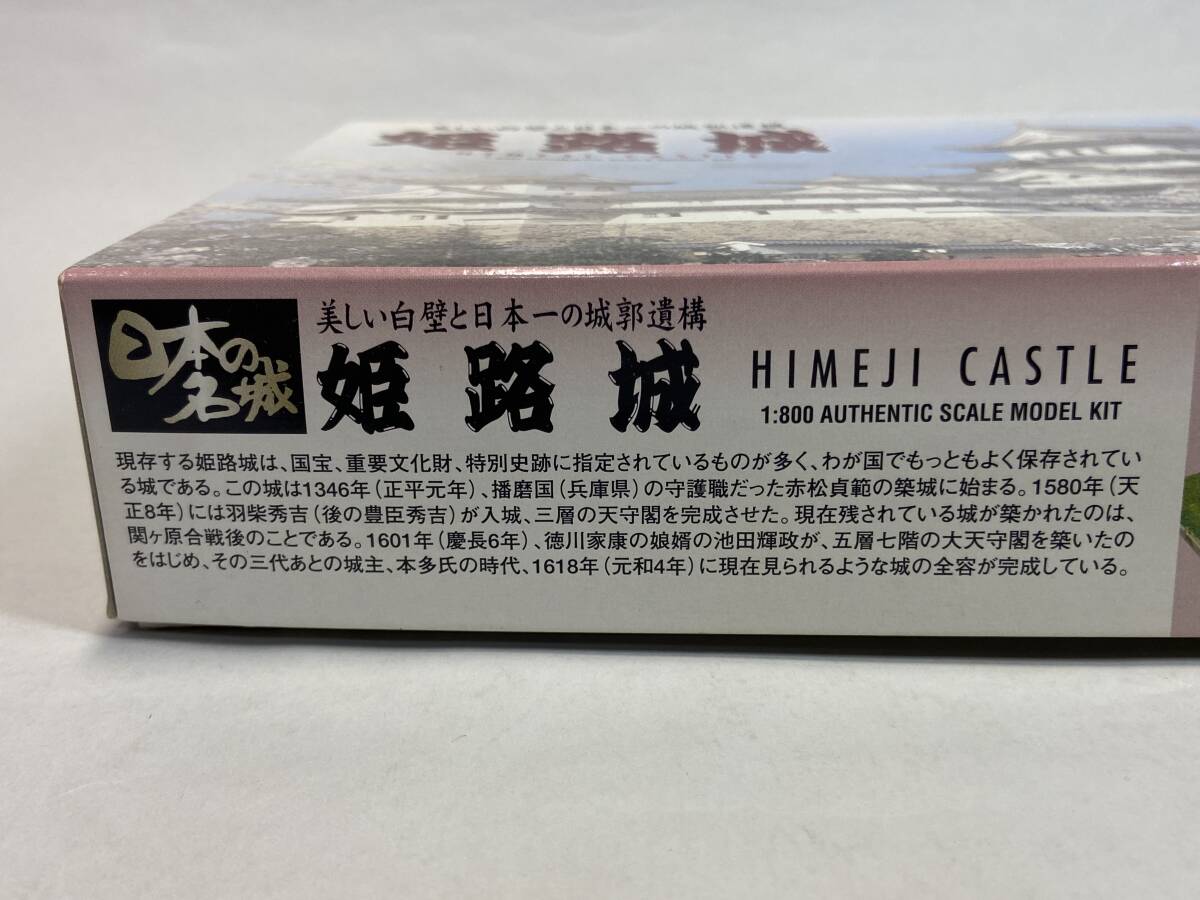 姫路城
日本の
名城
美しい白壁と日本一の城郭遺構
姫路城
HIMEJI CASTLE
1:800 AUTHENTIC SCALE MODEL KIT
現存する姫路城は、国宝、重要文化財、特別史跡に指定されているものが多く、わが国でもっともよく保存されてい
る城である。この城は1346年(正平元年)、播磨国(兵庫県)の守護職だった赤松貞範の築城に始まる。1580年(天
正8年)には羽柴秀吉(後の豊臣秀吉)が入城、三層の天守閣を完成させた。現在残されている城が築かれたのは、
関ヶ原合戦後のことである。1601年(慶長6年)、徳川家康の娘婿の池田輝政が、五層七階の大天守閣を築いたの
をはじめ、その三代あとの城主、本多氏の時代、1618年(元和4年)に現在見られるような城の全容が完成している。